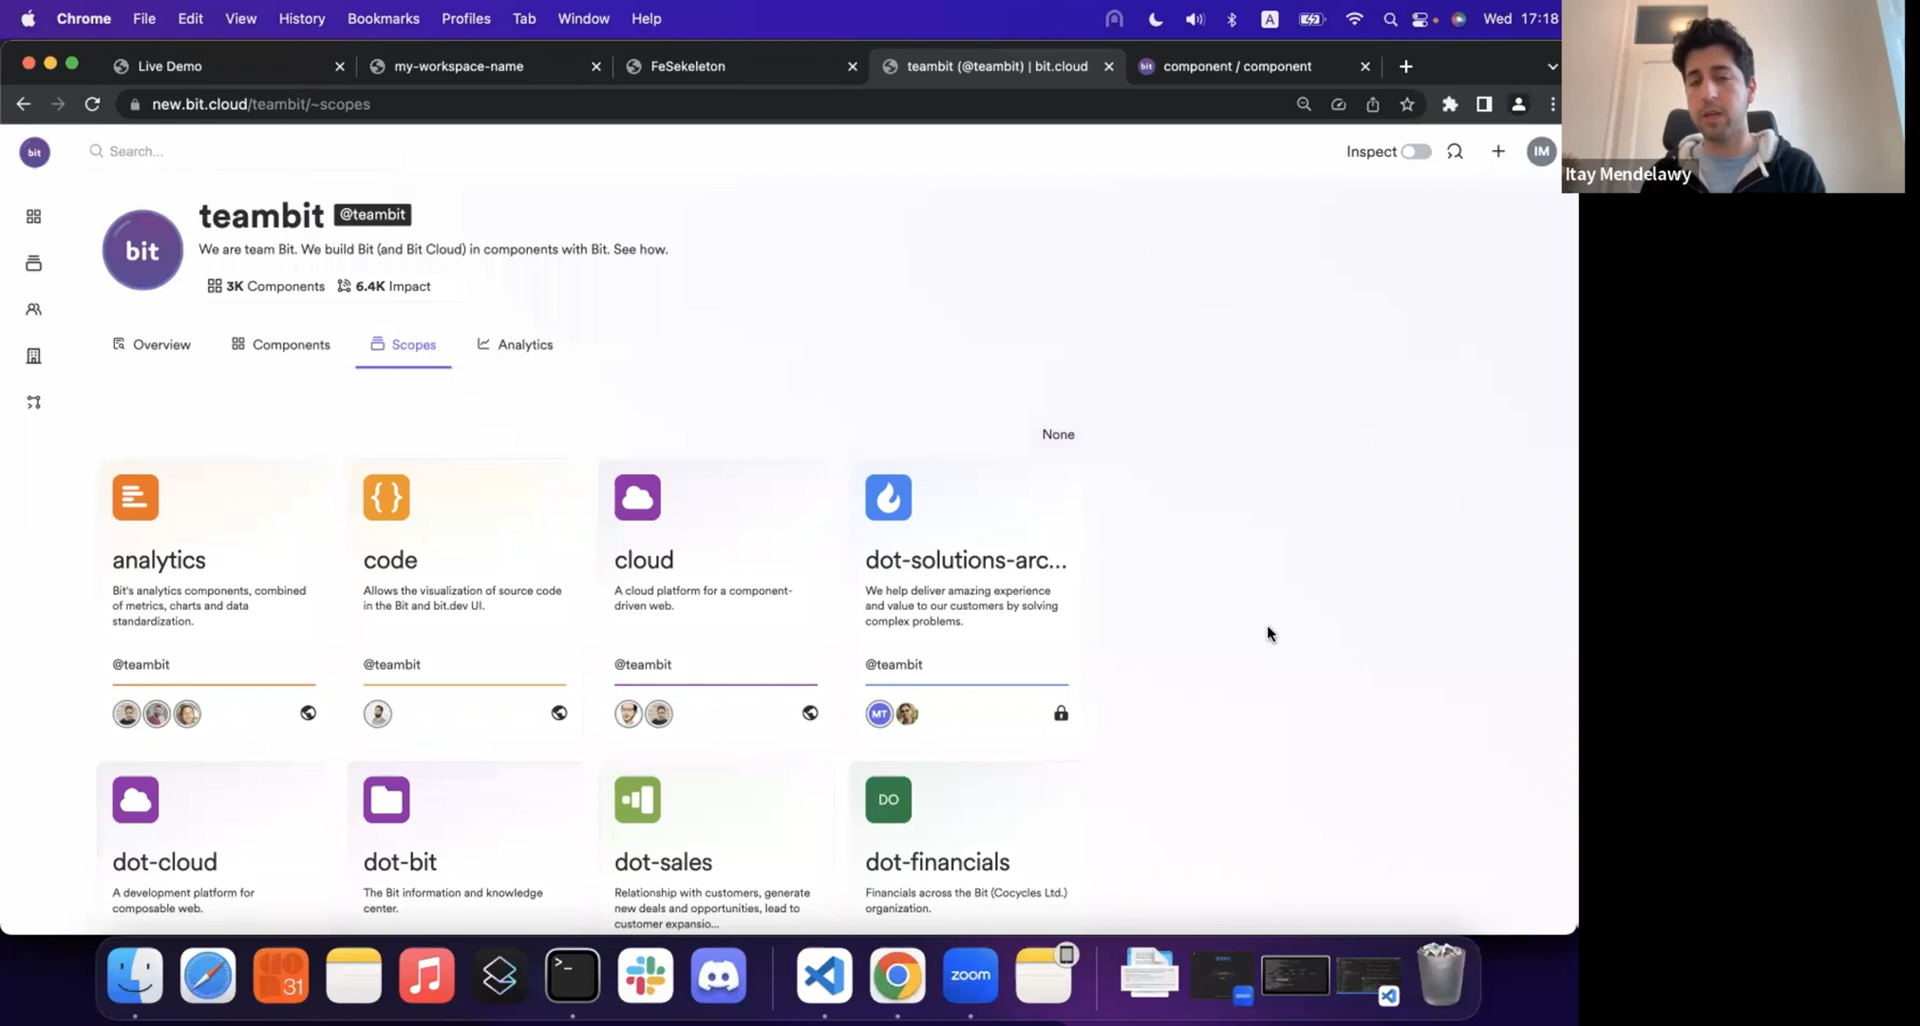 Chrome File Edit View History Bookmarks Profiles Tab Window Help A Wed 17:18
Live Demo my-workspace-name FeSekeleton teambit (@teambit) | bit.cloud bit component / component
new.bit.cloud/teambit/~scopes
Itay Mendelawy
bit Search... Inspect IM
bit
teambit @teambit
We are team Bit. We build Bit (and Bit Cloud) in components with Bit. See how.
3K Components 6.4K Impact
Overview Components Scopes Analytics
None
analytics
Bit's analytics components, combined
of metrics, charts and data
standardization.
@teambit
code
Allows the visualization of source code
in the Bit and bit.dev UI.
@teambit
cloud
A cloud platform for a component-
driven web.
@teambit
dot-solutions-arc...
We help deliver amazing experience
and value to our customers by solving
complex problems.
@teambit
MT
dot-cloud
A development platform for
composable web.
dot-bit
The Bit information and knowledge
center.
dot-sales
Relationship with customers, generate
new deals and opportunities, lead to
customer expansio...
DO
dot-financials
Financials across the Bit (Cocycles Ltd.)
organization.
31
zoom
zoom